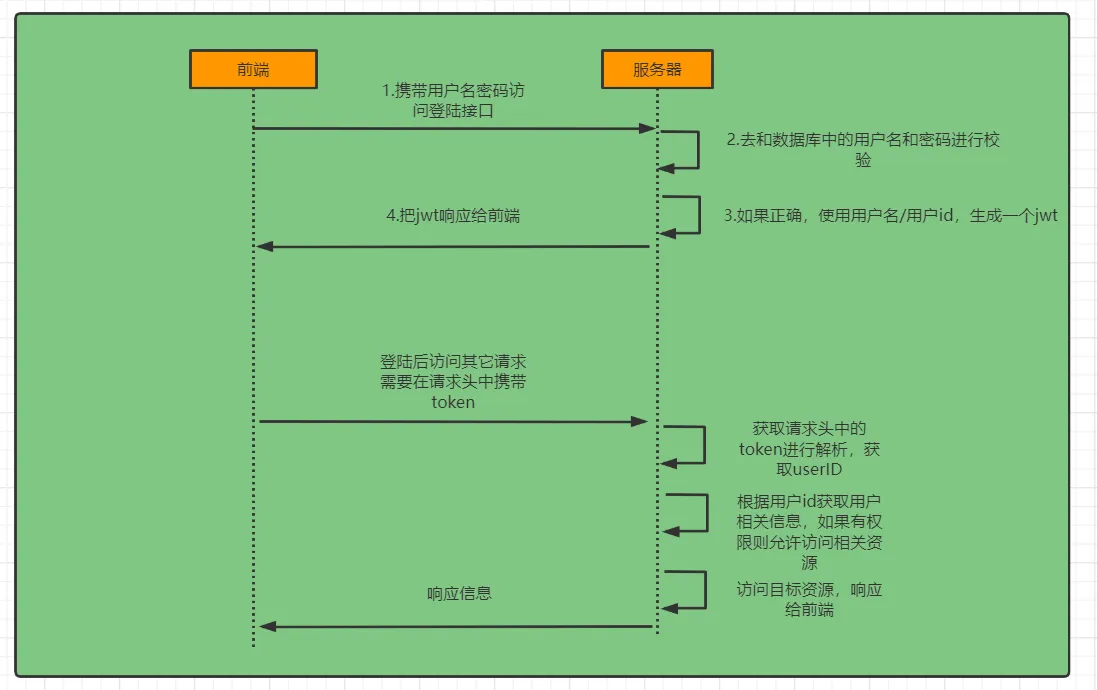 前端
服务器
1.携带用户名密码访
问登陆接口
2.去和数据库中的用户名和密码进行校
验
4.把jwt响应给前端
3.如果正确，使用用户名/用户id，生成一个jwt
登陆后访问其它请求
需要在请求头中携带
token
获取请求头中的
token进行解析，获
取userID
根据用户id获取用户
相关信息，如果有权
限则允许访问相关资
源
响应信息
访问目标资源，响应
给前端